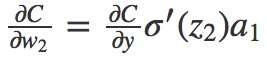 ∂C/∂w₂ = ∂C/∂y σ′(z₂)a₁